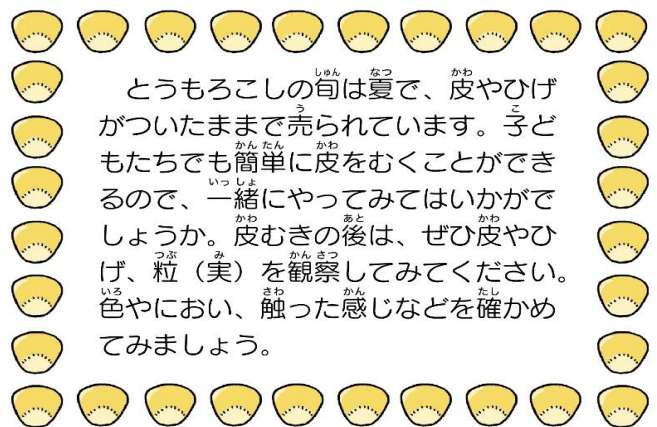 とうもろこしの旬は夏で、皮やひげ
がついたままで売られています。子ど
もたちでも簡単に皮をむくことができ
るので、一緒にやってみてはいかがで
しょうか。皮むきの後は、ぜひ皮やひ
げ、粒（実）を観察してみてください。
色やにおい、触った感じなどを確かめ
てみましょう。